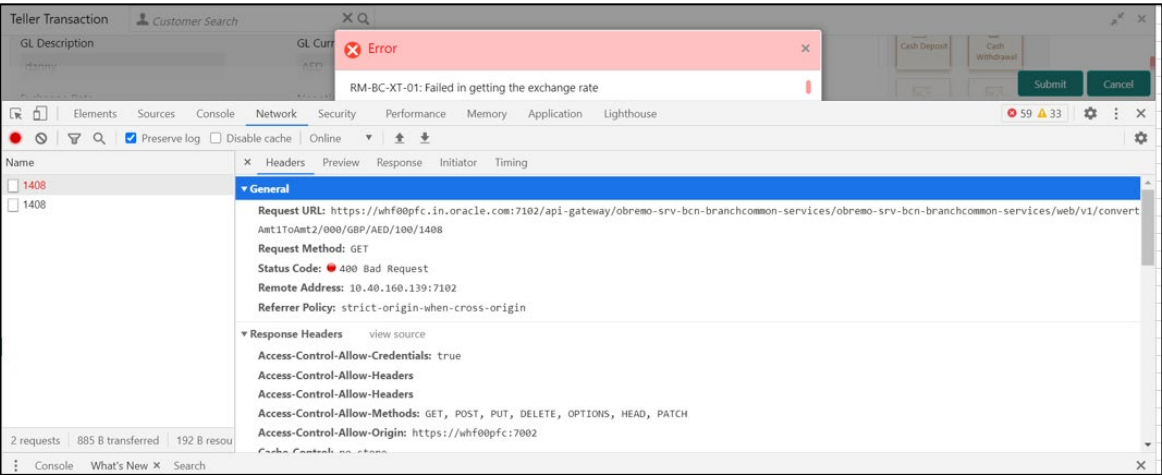 Teller Transaction Customer Search
GL Description GL Curr Error Cash Deposit Cash Withdrawal
danny AED
RM-BC-XT-01: Failed in getting the exchange rate Submit Cancel
Elements Sources Console Network Security Performance Memory Application Lighthouse 59 33
Preserve log Disable cache Online
Name Headers Preview Response Initiator Timing
1408
1408
General
Request URL: https://whf00pfc.in.oracle.com:7102/api-gateway/obremo-srv-bcn-branchcommon-services/obremo-srv-bcn-branchcommon-services/web/v1/convert
Amt1ToAmt2/000/GBP/AED/100/1408
Request Method: GET
Status Code: 400 Bad Request
Remote Address: 10.40.160.139:7102
Referrer Policy: strict-origin-when-cross-origin
Response Headers view source
Access-Control-Allow-Credentials: true
Access-Control-Allow-Headers
Access-Control-Allow-Headers
Access-Control-Allow-Methods: GET, POST, PUT, DELETE, OPTIONS, HEAD, PATCH
Access-Control-Allow-Origin: https://whf00pfc:7002
Cache-Control: no-store
2 requests 885 B transferred 192 B resou
Console What's New Search